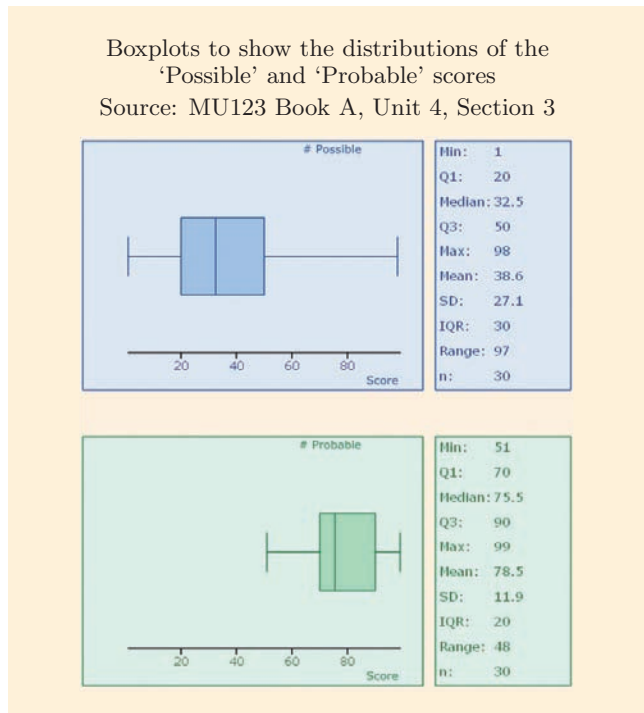 Boxplots to show the distributions of the
‘Possible’ and ‘Probable’ scores
Source: MU123 Book A, Unit 4, Section 3
# Possible
20 40 60 80
Score
Min: 1
Q1: 20
Median: 32.5
Q3: 50
Max: 98
Mean: 38.6
SD: 27.1
IQR: 30
Range: 97
n: 30
# Probable
20 40 60 80
Score
Min: 51
Q1: 70
Median: 75.5
Q3: 90
Max: 99
Mean: 78.5
SD: 11.9
IQR: 20
Range: 48
n: 30